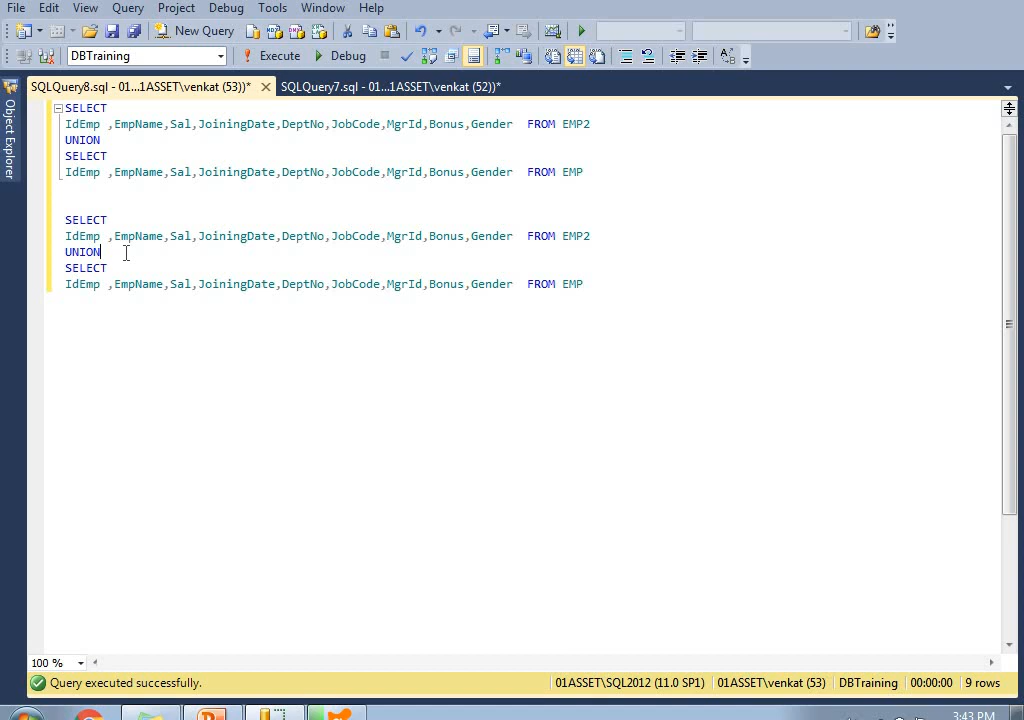 File Edit View Query Project Debug Tools Window Help
New Query
DBTraining Execute Debug
SQLQuery8.sql - 01...1ASSET\venkat (53))* SQLQuery7.sql - 01...1ASSET\venkat (52))*
Object Explorer
SELECT
IdEmp ,EmpName,Sal,JoiningDate,DeptNo,JobCode,MgrId,Bonus,Gender FROM EMP2
UNION
SELECT
IdEmp ,EmpName,Sal,JoiningDate,DeptNo,JobCode,MgrId,Bonus,Gender FROM EMP
SELECT
IdEmp ,EmpName,Sal,JoiningDate,DeptNo,JobCode,MgrId,Bonus,Gender FROM EMP2
UNION
SELECT
IdEmp ,EmpName,Sal,JoiningDate,DeptNo,JobCode,MgrId,Bonus,Gender FROM EMP
100 %
Query executed successfully. 01ASSET\SQL2012 (11.0 SP1) 01ASSET\venkat (53) DBTraining 00:00:00 9 rows
3:43 PM